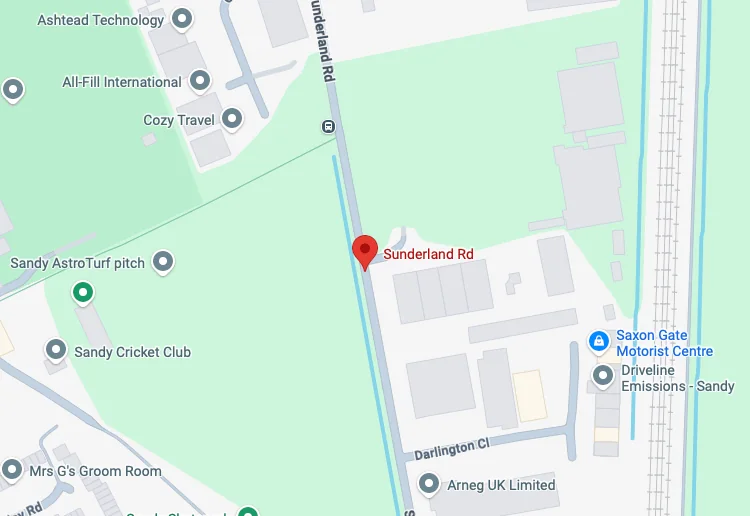 Ashtead Technology
Sunderland Rd
All-Fill International
Cozy Travel
Sunderland Rd
Sandy AstroTurf pitch
Saxon Gate
Motorist Centre
Sandy Cricket Club
Driveline
Emissions - Sandy
Darlington Cl
Mrs G's Groom Room
Arneg UK Limited
Rd